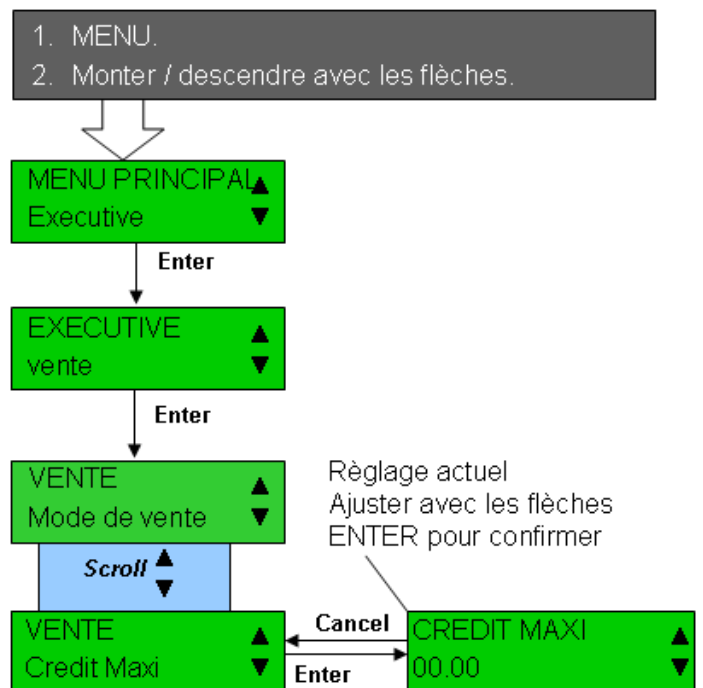 1. MENU.
2. Monter / descendre avec les flèches.
MENU PRINCIPAL
Executive
Enter
EXECUTIVE
vente
Enter
VENTE
Mode de vente
Règlage actuel
Ajuster avec les flèches
ENTER pour confirmer
Scroll
VENTE
Credit Maxi
Cancel
Enter
CREDIT MAXI
00.00